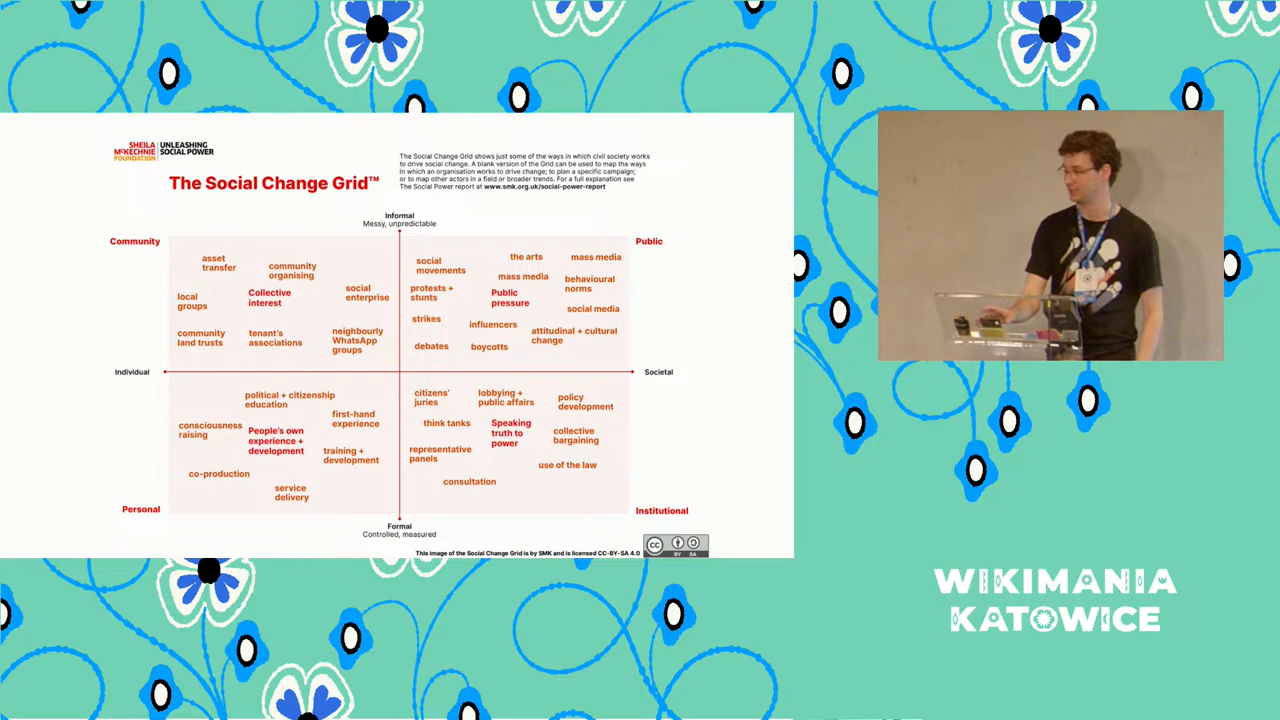 SHEILA
McKECHNIE
FOUNDATION
UNLEASHING
SOCIAL POWER
The Social Change Grid™
The Social Change Grid shows just some of the ways in which civil society works
to drive social change. A blank version of the Grid can be used to map the ways
in which an organisation works to drive change; to plan a specific campaign;
or to map other actors in a field or broader trends. For a full explanation see
The Social Power report at www.smk.org.uk/social-power-report
Informal
Messy, unpredictable
Community
Public
asset
transfer
community
organising
local
groups
Collective
interest
social
enterprise
community
land trusts
tenant's
associations
neighbourly
WhatsApp
groups
social
movements
the arts
mass media
mass media
behavioural
norms
protests +
stunts
Public
pressure
social media
strikes
influencers
attitudinal + cultural
change
debates
boycotts
Individual
Societal
political + citizenship
education
first-hand
experience
consciousness
raising
People's own
experience +
development
training +
development
co-production
service
delivery
citizens'
juries
lobbying +
public affairs
policy
development
think tanks
Speaking
truth to
power
collective
bargaining
representative
panels
use of the law
consultation
Personal
Institutional
Formal
Controlled, measured
This image of the Social Change Grid is by SMK and is licensed CC-BY-SA 4.0
CC
BY SA
WIKIMANIA
KATOWICE